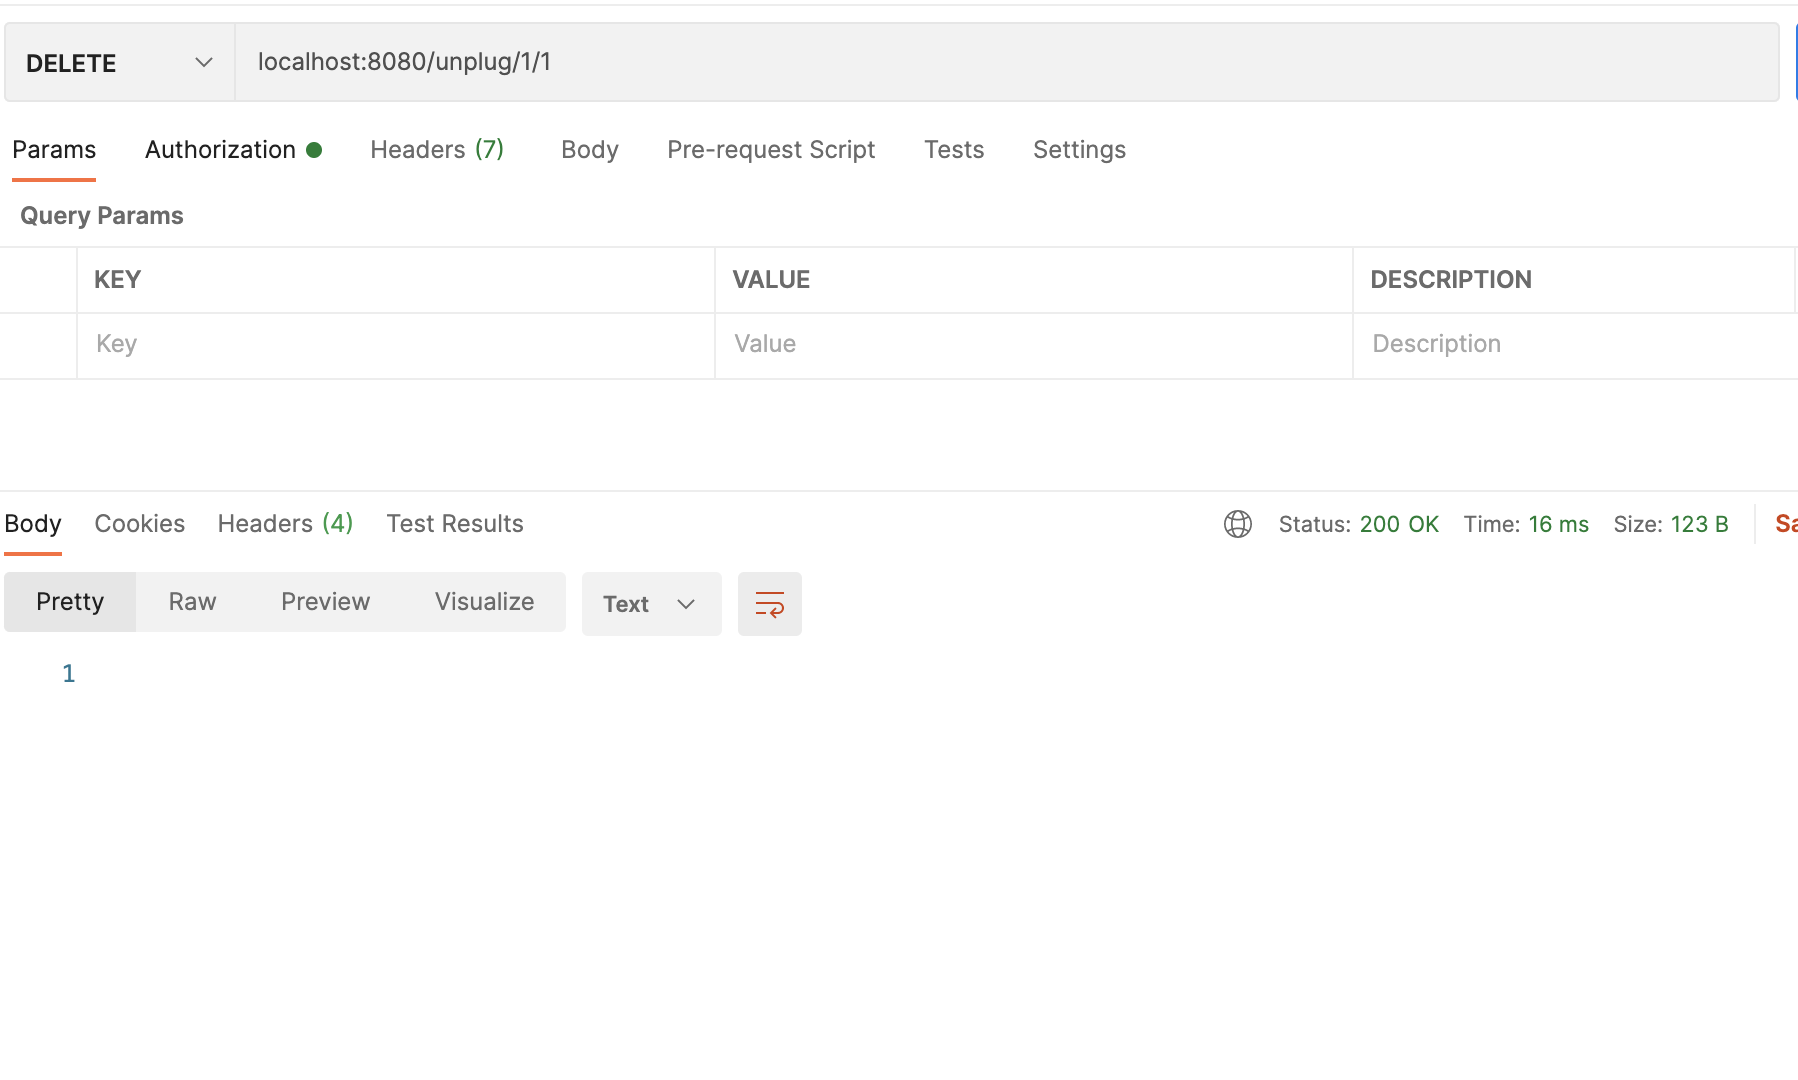 DELETE localhost:8080/unplug/1/1
Params Authorization Headers (7) Body Pre-request Script Tests Settings
Query Params
KEY VALUE DESCRIPTION
Key Value Description
Body Cookies Headers (4) Test Results Status: 200 OK Time: 16 ms Size: 123 B Sa
Pretty Raw Preview Visualize Text
1